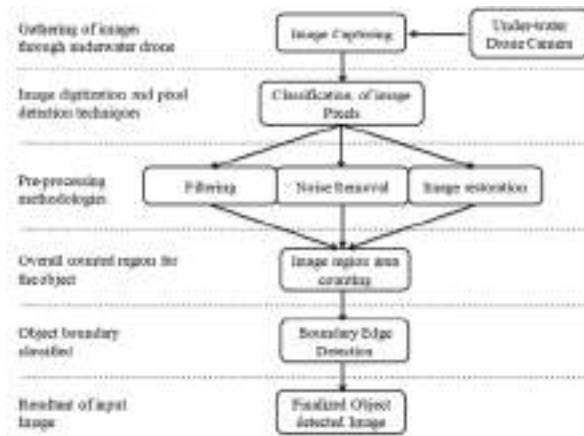 Gathering of images
through underwater drone
Image Capturing
Under-water
Drone Camera
Image digitization and pixel
detection techniques
Classification of image
Pixels
Pre-processing
methodologies
Filtering
Noise Removal
Image restoration
Overall counted region for
the object
Image region area
counting
Object boundary
classified
Boundary Edge
Detection
Resultant of input
Image
Finalized Object
detected Image